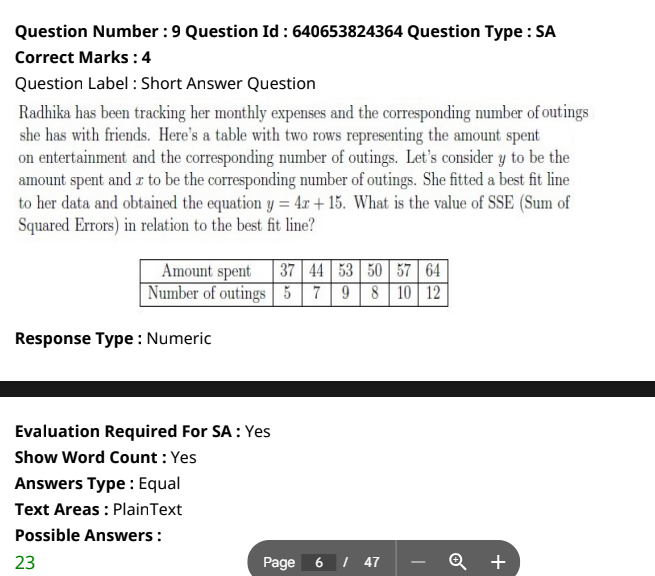 Question Number : 9 Question Id : 640653824364 Question Type : SA
Correct Marks : 4
Question Label : Short Answer Question
Radhika has been tracking her monthly expenses and the corresponding number of outings
she has with friends. Here's a table with two rows representing the amount spent
on entertainment and the corresponding number of outings. Let's consider y to be the
amount spent and x to be the corresponding number of outings. She fitted a best fit line
to her data and obtained the equation y = 4x + 15. What is the value of SSE (Sum of
Squared Errors) in relation to the best fit line?
Amount spent 37 44 53 50 57 64
Number of outings 5 7 9 8 10 12
Response Type : Numeric
Evaluation Required For SA : Yes
Show Word Count : Yes
Answers Type : Equal
Text Areas : PlainText
Possible Answers :
23
Page 6 / 47 — +